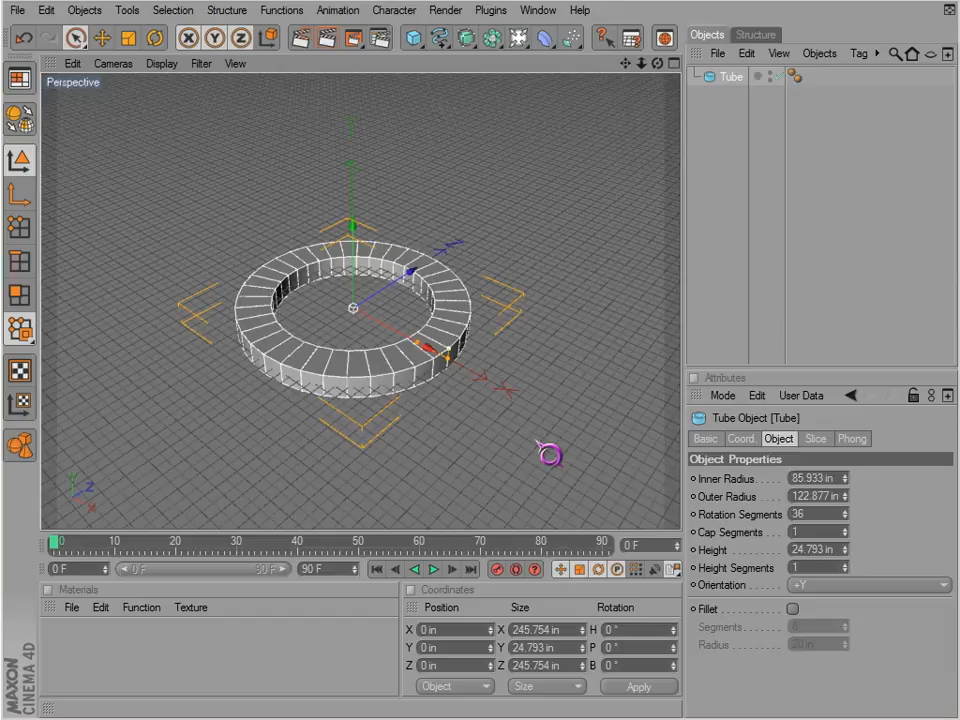 File Edit Objects Tools Selection Structure Functions Animation Character Render Plugins Window Help
X Y Z
Objects Structure
Edit Cameras Display Filter View
File Edit View Objects Tag
Perspective
Tube
Y
Z
X
Attributes
Mode Edit User Data
Tube Object [Tube]
Basic Coord. Object Slice Phong
Object Properties
Inner Radius . . . . . 85.933 in
Outer Radius . . . . 122.877 in
Rotation Segments 36
Cap Segments . . . 1
Height . . . . . . . . . 24.793 in
Height Segments 1
Orientation . . . . . . +Y
Fillet . . . . . . . . . .
Segments . . . . . . 8
Radius . . . . . . . . . 20 in
0 10 20 30 40 50 60 70 80 90 0 F
0 F 0 F 90 F 90 F
P
Materials
File Edit Function Texture
Coordinates
Position Size Rotation
X 0 in X 245.754 in H 0 °
Y 0 in Y 24.793 in P 0 °
Z 0 in Z 245.754 in B 0 °
Object Size Apply
MAXON
CINEMA 4D